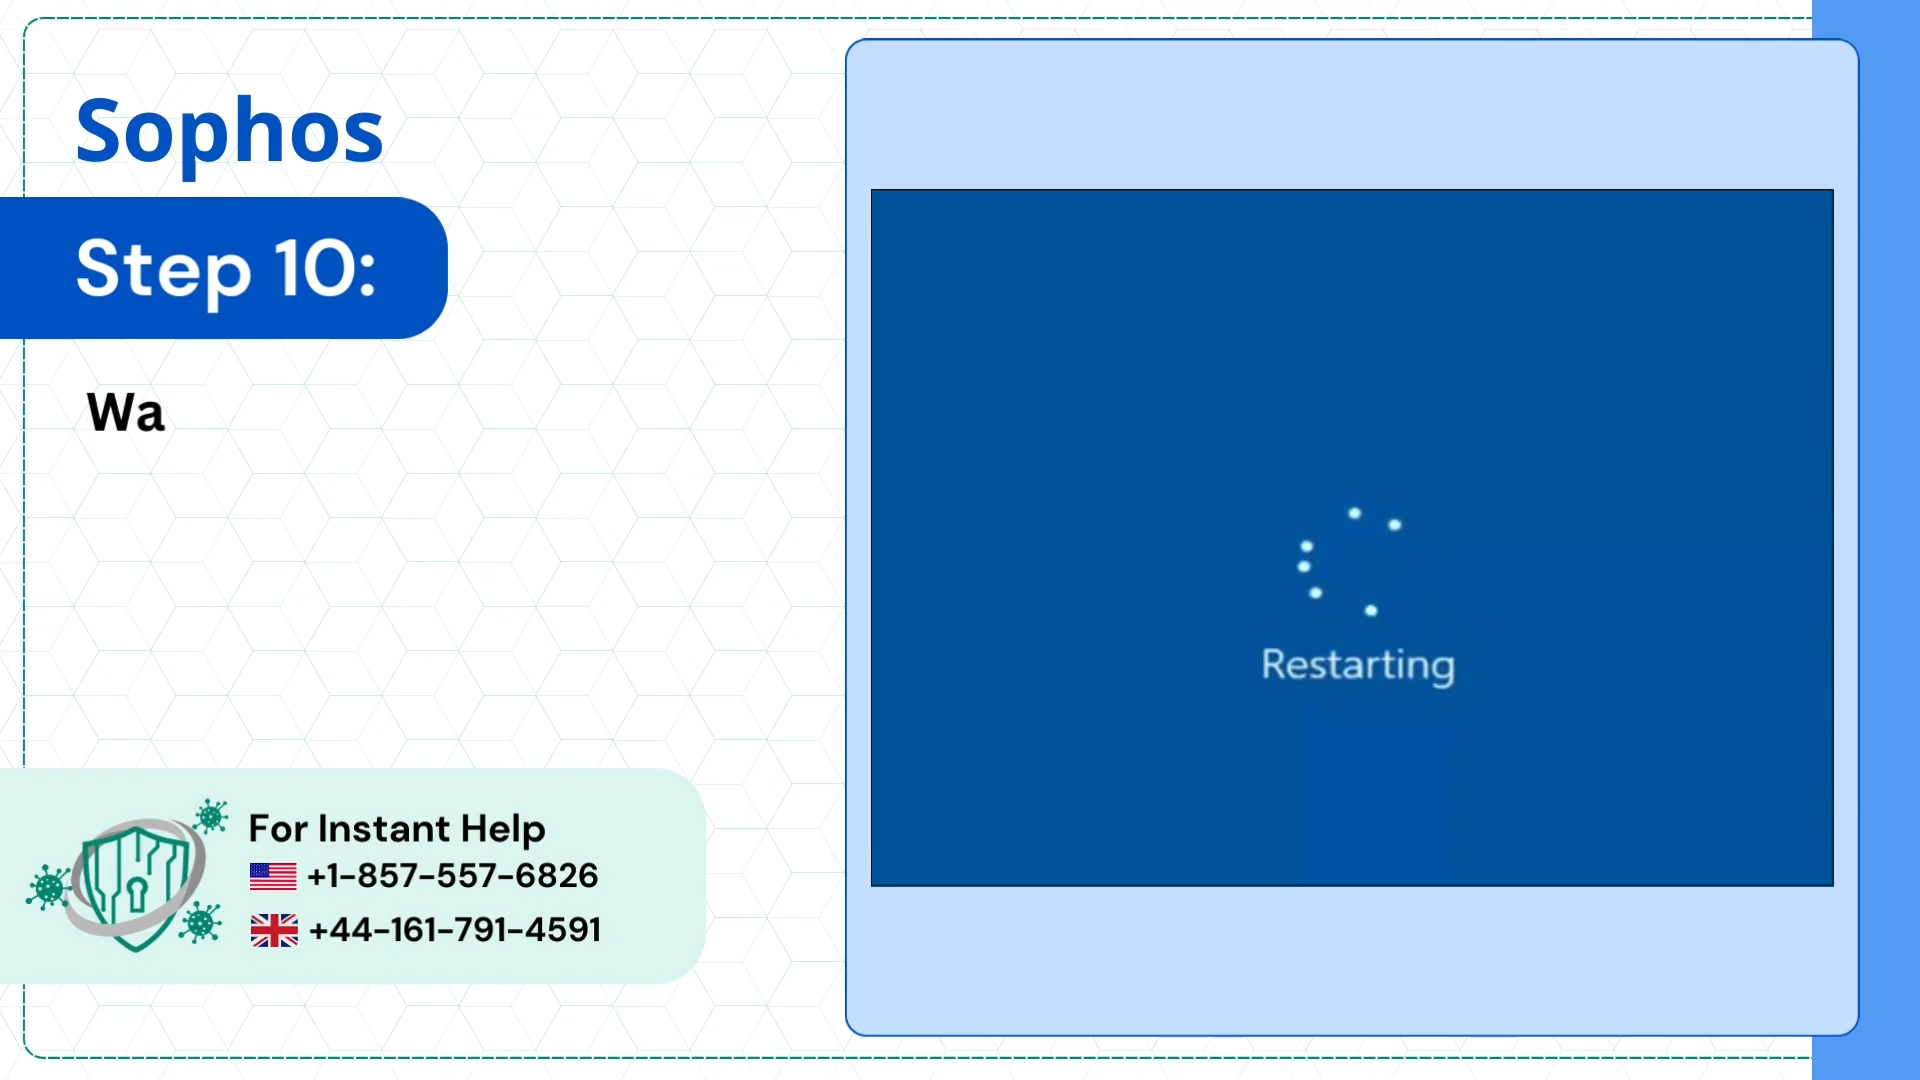 Sophos
Step 10:
Wa
For Instant Help
+1-857-557-6826
+44-161-791-4591
Restarting